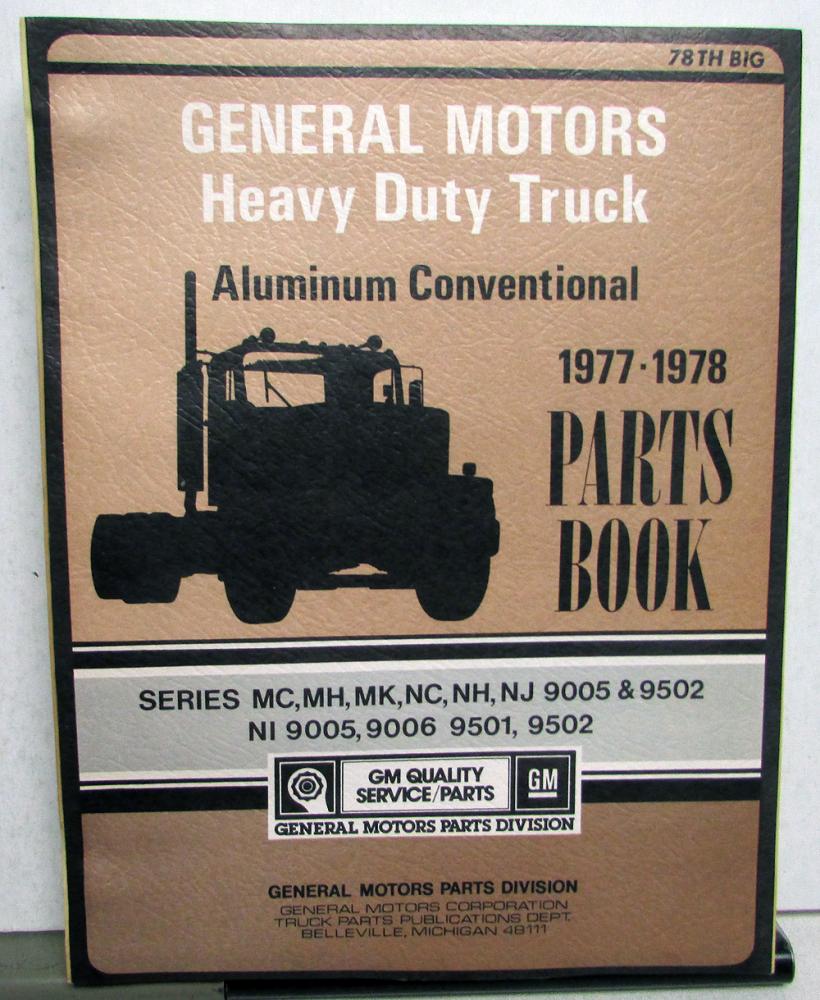 78TH BIG
GENERAL MOTORS
Heavy Duty Truck
Aluminum Conventional
1977·1978
PARTS
BOOK
SERIES MC,MH,MK,NC,NH,NJ 9005 & 9502
NI 9005,9006 9501, 9502
GM QUALITY
SERVICE/PARTS
GM
GENERAL MOTORS PARTS DIVISION
GENERAL MOTORS PARTS DIVISION
GENERAL MOTORS CORPORATION
TRUCK PARTS PUBLICATIONS DEPT.
BELLEVILLE, MICHIGAN 48111